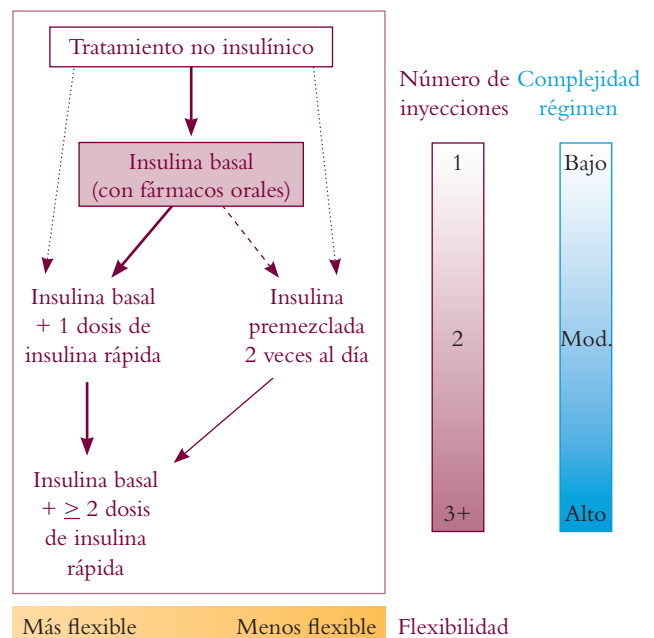 Tratamiento no insulínico
Número de
inyecciones
Complejidad
régimen
Insulina basal
(con fármacos orales)
1
Bajo
Insulina basal
+ 1 dosis de
insulina rápida
Insulina
premezclada
2 veces al día
2
Mod.
Insulina basal
+ ≥ 2 dosis
de insulina
rápida
3+
Alto
Más flexible
Menos flexible
Flexibilidad